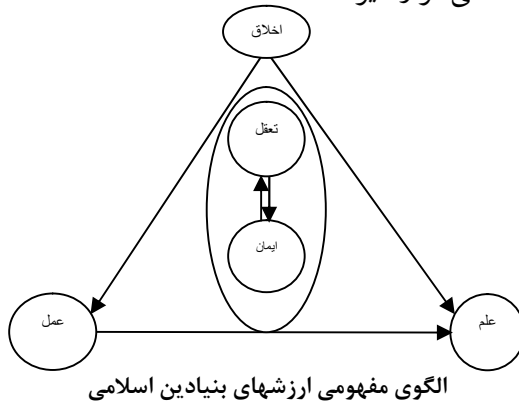 اخلاق
تعقل
ایمان
عمل
علم
الگوی مفهومی ارزشهای بنیادین اسلامی